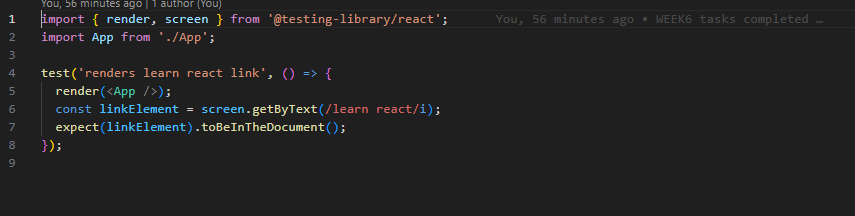 You, 56 minutes ago | 1 author (You)
1 import { render, screen } from '@testing-library/react'; You, 56 minutes ago • WEEK6 tasks completed …
2 import App from './App';
3
4 test('renders learn react link', () => {
5 render(<App />);
6 const linkElement = screen.getByText(/learn react/i);
7 expect(linkElement).toBeInTheDocument();
8 });
9